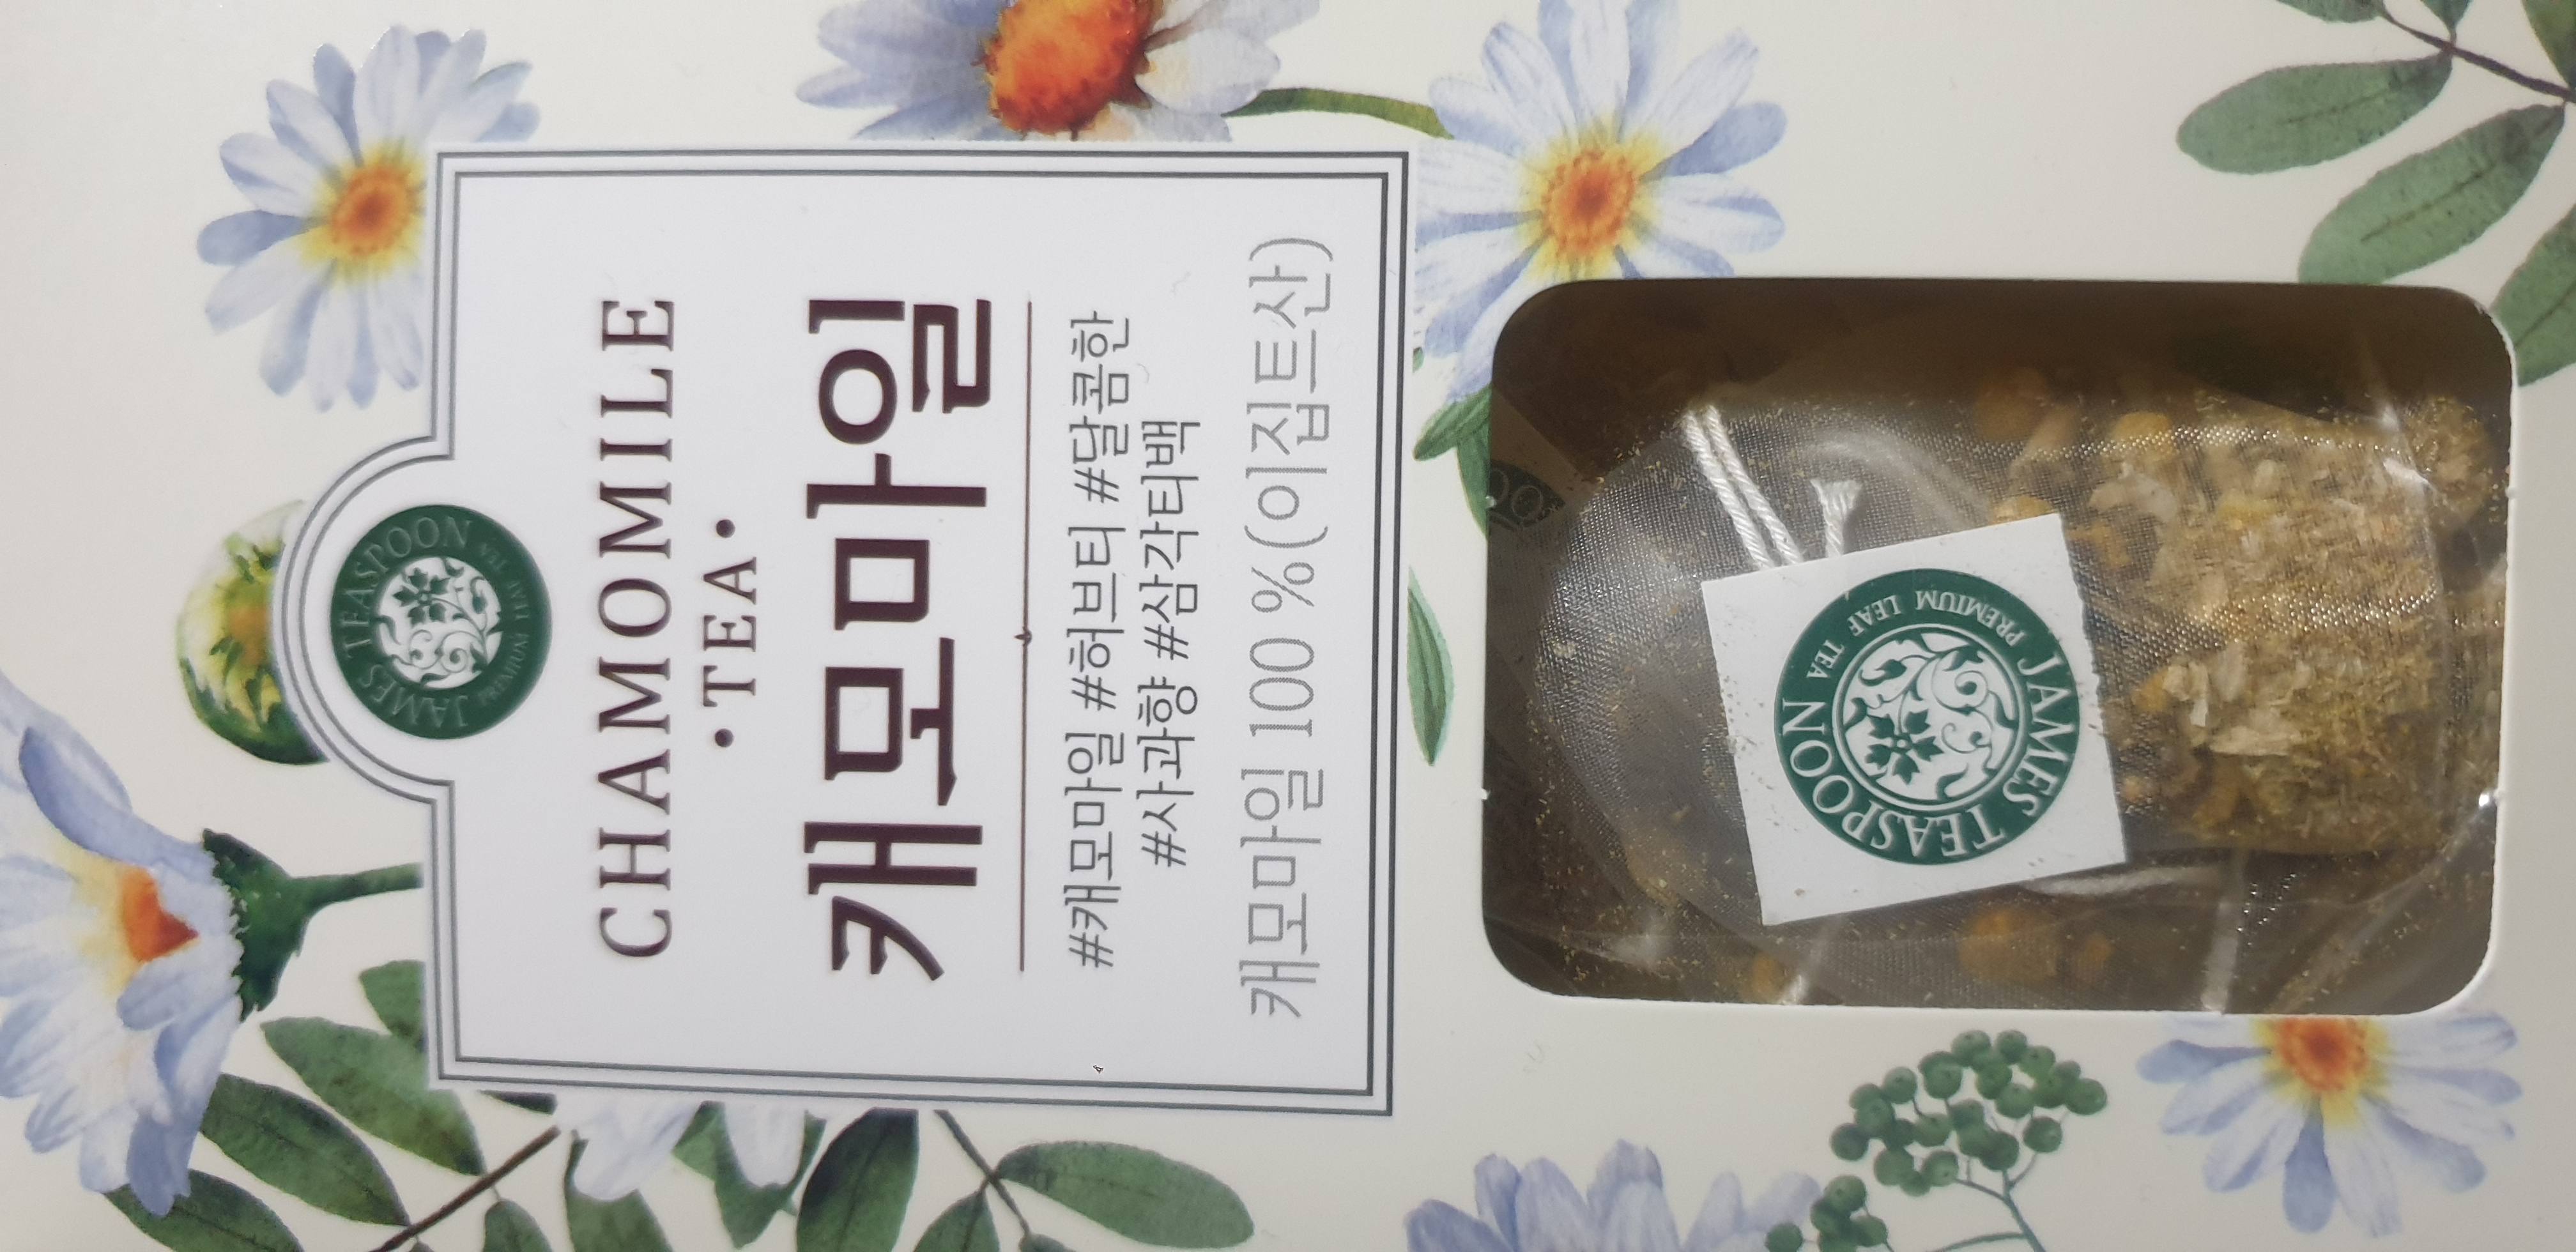 JAMES TEASPOON
PREMIUM LEAF TEA
CHAMOMILE
•TEA•
캐모마일
#캐모마일 #허브티 #달콤한
#사과향 #삼각티백
캐모마일 100 %(이집트산)
JAMES TEASPOON
PREMIUM LEAF TEA